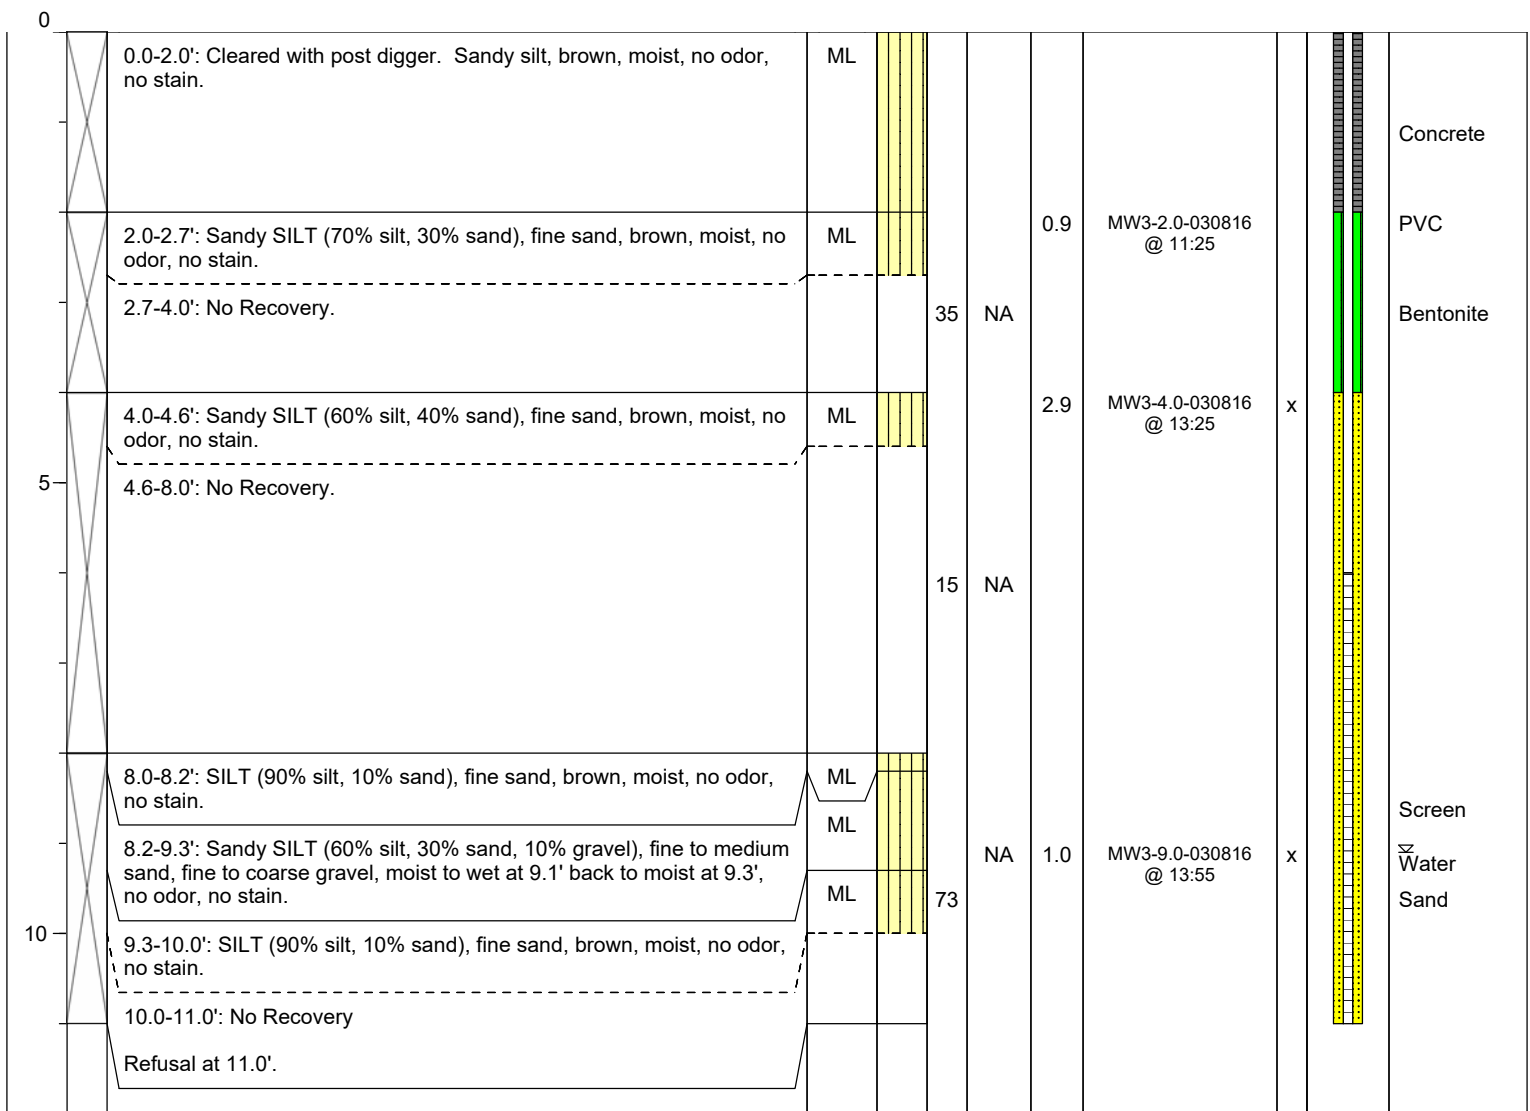 0
0.0-2.0': Cleared with post digger.  Sandy silt, brown, moist, no odor,
no stain.
ML
Concrete
2.0-2.7': Sandy SILT (70% silt, 30% sand), fine sand, brown, moist, no
odor, no stain.
ML
0.9
MW3-2.0-030816
@ 11:25
PVC
2.7-4.0': No Recovery.
35
NA
Bentonite
4.0-4.6': Sandy SILT (60% silt, 40% sand), fine sand, brown, moist, no
odor, no stain.
ML
2.9
MW3-4.0-030816
@ 13:25
x
5
4.6-8.0': No Recovery.
15
NA
8.0-8.2': SILT (90% silt, 10% sand), fine sand, brown, moist, no odor,
no stain.
ML
Screen
ML
8.2-9.3': Sandy SILT (60% silt, 30% sand, 10% gravel), fine to medium
sand, fine to coarse gravel, moist to wet at 9.1' back to moist at 9.3',
no odor, no stain.
NA
1.0
MW3-9.0-030816
@ 13:55
x
Water
ML
73
Sand
10
9.3-10.0': SILT (90% silt, 10% sand), fine sand, brown, moist, no odor,
no stain.
10.0-11.0': No Recovery
Refusal at 11.0'.